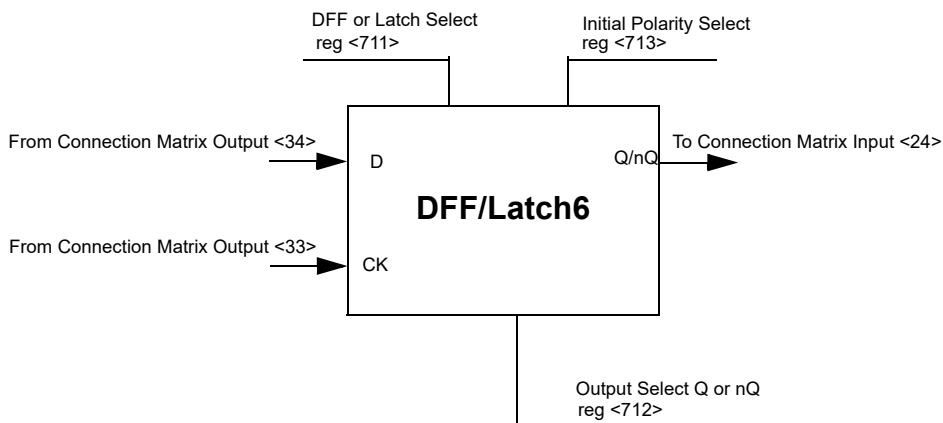 DFF or Latch Select
reg <711>
Initial Polarity Select
reg <713>
From Connection Matrix Output <34>
D
Q/nQ
To Connection Matrix Input <24>
DFF/Latch6
From Connection Matrix Output <33>
CK
Output Select Q or nQ
reg <712>